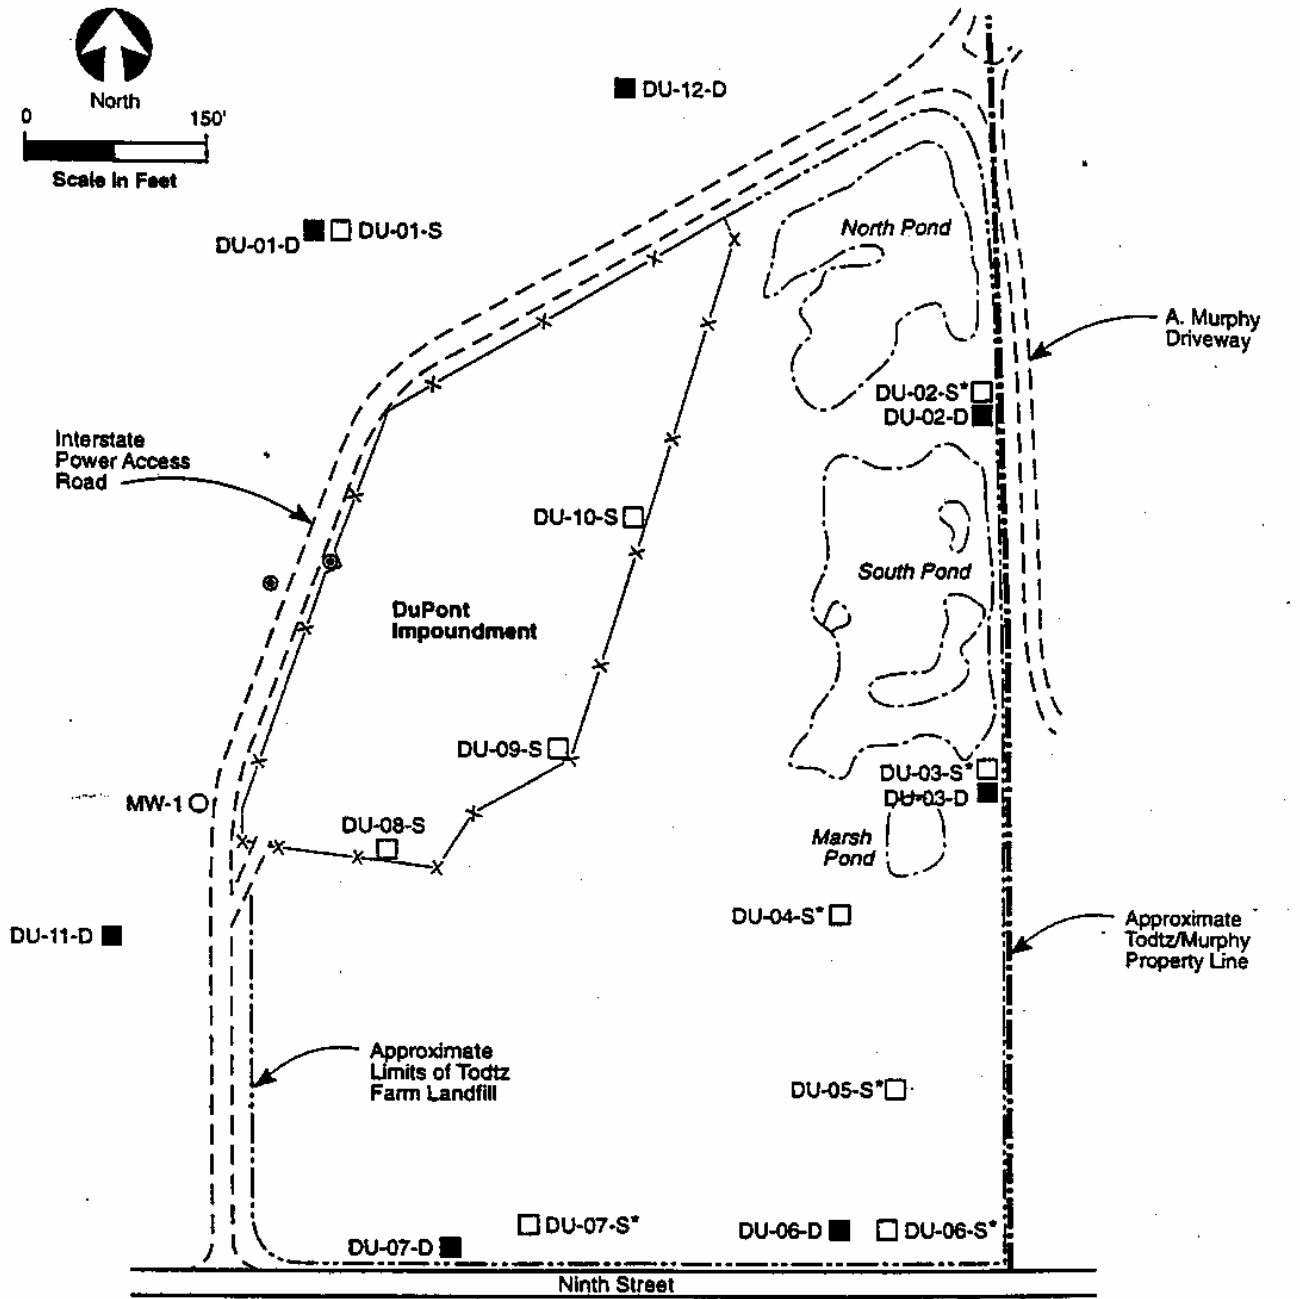 DU-12-D
North
0 150'
Scale In Feet
DU-01-D
DU-01-S
North Pond
A. Murphy
Driveway
DU-02-S*
DU-02-D
Interstate
Power Access
Road
DU-10-S
South Pond
DuPont
Impoundment
DU-09-S
DU-03-S*
DU-03-D
MW-1
DU-08-S
Marsh
Pond
DU-04-S*
DU-11-D
Approximate
Todtz/Murphy
Property Line
Approximate
Limits of Todtz
Farm Landfill
DU-05-S*
DU-07-S*
DU-06-D
DU-06-S*
DU-07-D
Ninth Street